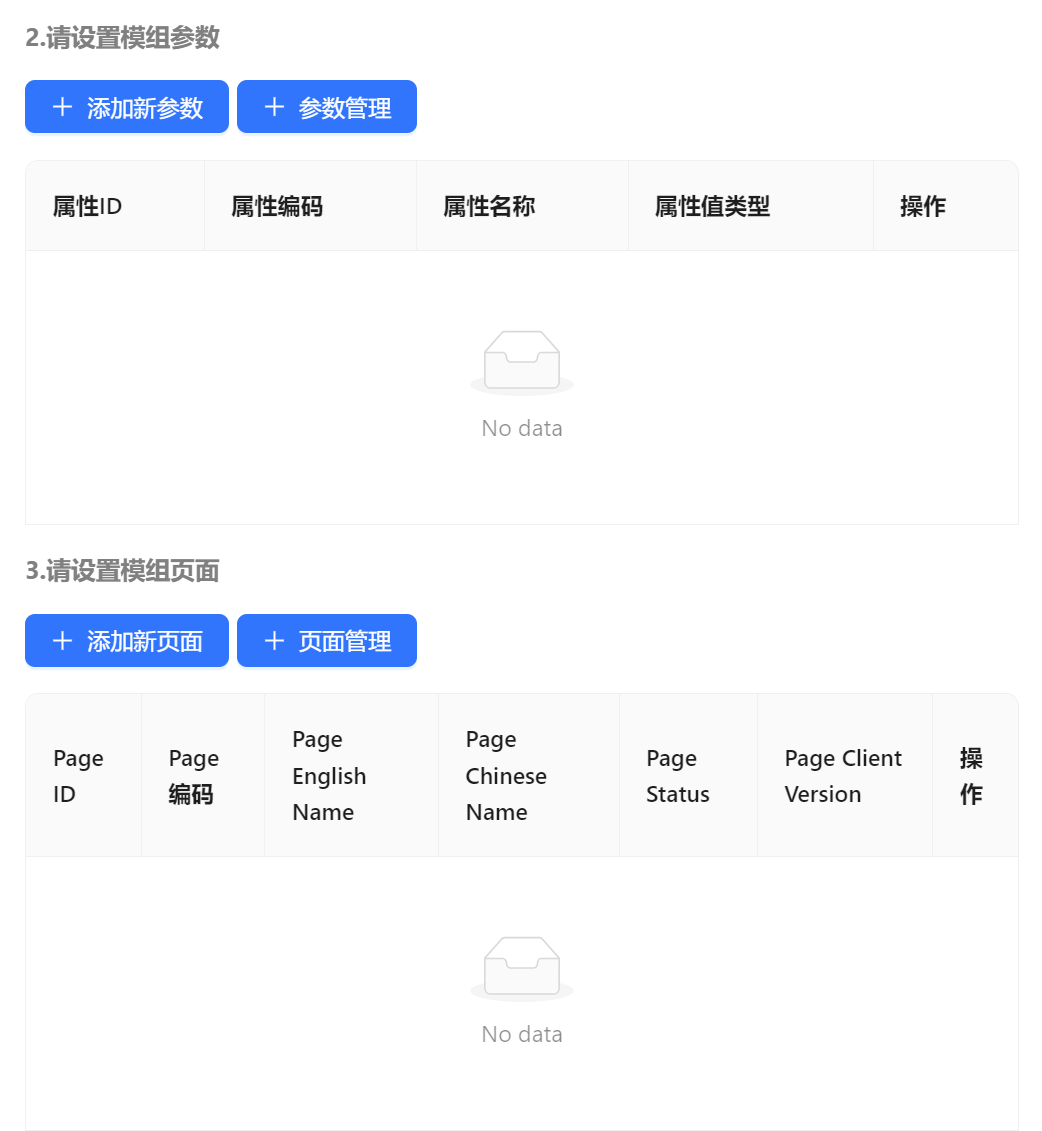 2.请设置模组参数
添加新参数 参数管理
属性ID 属性编码 属性名称 属性值类型 操作
No data
3.请设置模组页面
添加新页面 页面管理
Page ID Page 编码 Page English Name Page Chinese Name Page Status Page Client Version 操作
No data